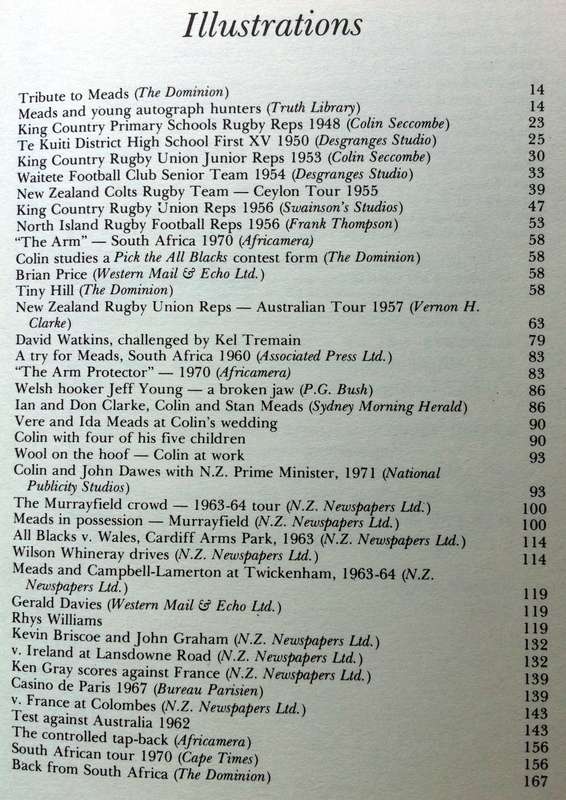 Illustrations
Tribute to Meads (The Dominion) 14
Meads and young autograph hunters (Truth Library) 14
King Country Primary Schools Rugby Reps 1948 (Colin Seccombe) 23
Te Kuiti District High School First XV 1950 (Desgranges Studio) 25
King Country Rugby Union Junior Reps 1953 (Colin Seccombe) 30
Waitete Football Club Senior Team 1954 (Desgranges Studio) 33
New Zealand Colts Rugby Team — Ceylon Tour 1955 39
King Country Rugby Union Reps 1956 (Swainson's Studios) 47
North Island Rugby Football Reps 1956 (Frank Thompson) 53
“The Arm” — South Africa 1970 (Africamera) 58
Colin studies a Pick the All Blacks contest form (The Dominion) 58
Brian Price (Western Mail & Echo Ltd.) 58
Tiny Hill (The Dominion) 58
New Zealand Rugby Union Reps — Australian Tour 1957 (Vernon H.
Clarke) 63
David Watkins, challenged by Kel Tremain 79
A try for Meads, South Africa 1960 (Associated Press Ltd.) 83
“The Arm Protector” — 1970 (Africamera) 83
Welsh hooker Jeff Young — a broken jaw (P.G. Bush) 86
Ian and Don Clarke, Colin and Stan Meads (Sydney Morning Herald) 86
Vere and Ida Meads at Colin's wedding 90
Colin with four of his five children 90
Wool on the hoof — Colin at work 93
Colin and John Dawes with N.Z. Prime Minister, 1971 (National
Publicity Studios) 93
The Murrayfield crowd — 1963-64 tour (N.Z. Newspapers Ltd.) 100
Meads in possession — Murrayfield (N.Z. Newspapers Ltd.) 100
All Blacks v. Wales, Cardiff Arms Park, 1963 (N.Z. Newspapers Ltd.) 114
Wilson Whineray drives (N.Z. Newspapers Ltd.) 114
Meads and Campbell-Lamerton at Twickenham, 1963-64 (N.Z.
Newspapers Ltd.) 119
Gerald Davies (Western Mail & Echo Ltd.) 119
Rhys Williams 119
Kevin Briscoe and John Graham (N.Z. Newspapers Ltd.) 132
v. Ireland at Lansdowne Road (N.Z. Newspapers Ltd.) 132
Ken Gray scores against France (N.Z. Newspapers Ltd.) 139
Casino de Paris 1967 (Bureau Parisien) 139
v. France at Colombes (N.Z. Newspapers Ltd.) 143
Test against Australia 1962 143
The controlled tap-back (Africamera) 156
South African tour 1970 (Cape Times) 156
Back from South Africa (The Dominion) 167